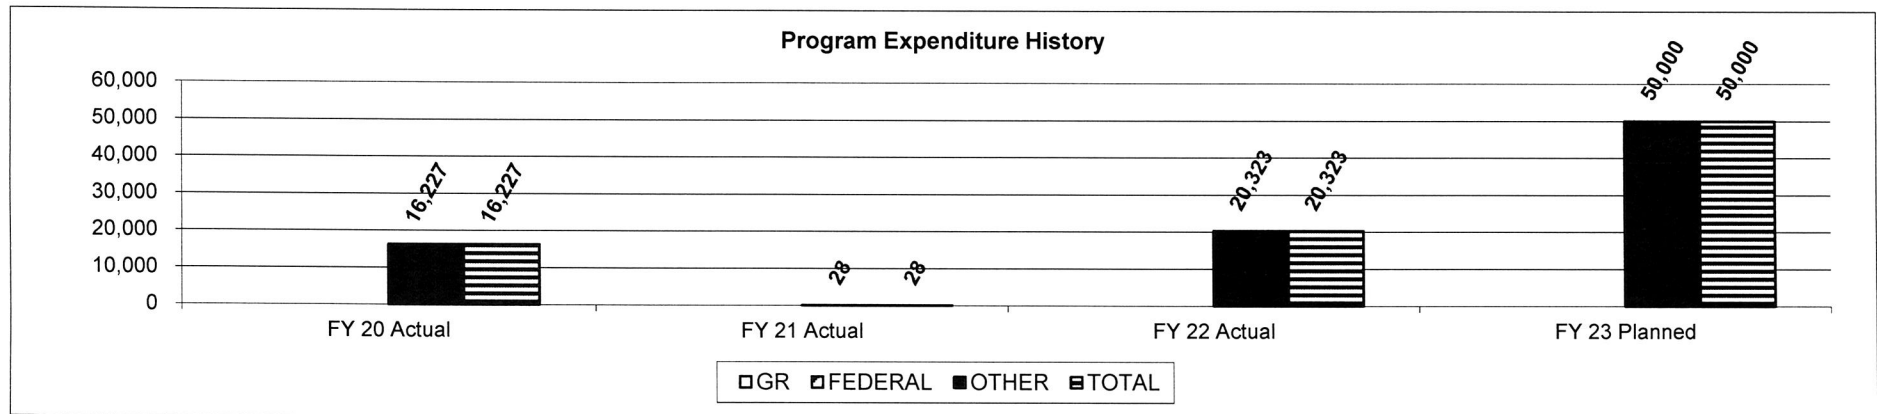 Program Expenditure History
60,000
50,000
40,000
30,000
20,000
10,000
0
16,227
16,227
28
28
20,323
20,323
50,000
50,000
FY 20 Actual
FY 21 Actual
FY 22 Actual
FY 23 Planned
GR FEDERAL OTHER TOTAL